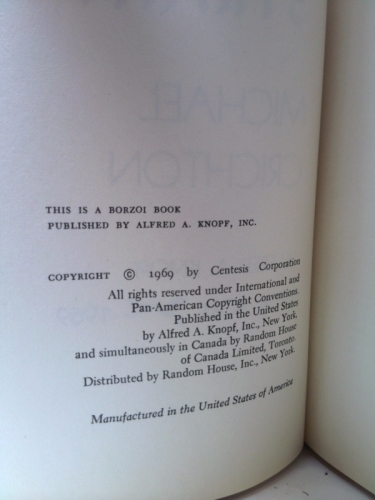 THIS IS A BORZOI BOOK
PUBLISHED BY ALFRED A. KNOPF, INC.
COPYRIGHT © 1969 by Centesis Corporation
All rights reserved under International and
Pan-American Copyright Conventions.
Published in the United States
by Alfred A. Knopf, Inc., New York,
and simultaneously in Canada by Random House
of Canada Limited, Toronto.
Distributed by Random House, Inc., New York.
Manufactured in the United States of America